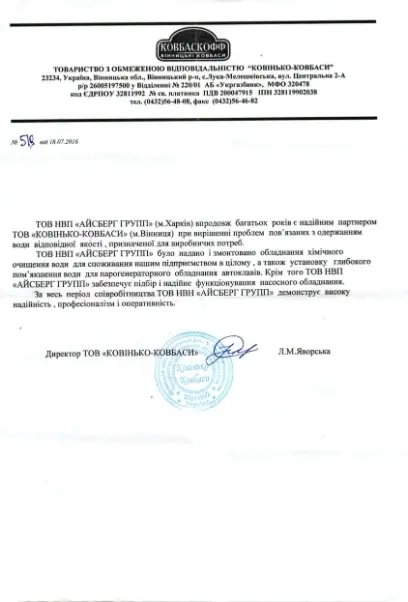 КОВБАСКОФФ
ВІННИЦЬКІ КОВБАСИ
ТОВАРИСТВО З ОБМЕЖЕНОЮ ВІДПОВІДАЛЬНІСТЮ "КОВІНЬКО-КОВБАСИ"
23234, Україна, Вінницька обл., Вінницький р-н, с.Лука-Мелешківська, вул. Центральна 2-А
р/р 26005197500 у Відділенні № 220/01 АБ «Укргазбанк», МФО 320478
код ЄДРПОУ 32811992 № св. платника ПДВ 200047915 ІПН 328119902038
тел. (0432)56-48-08, факс (0432)56-46-82
№ 518 від 18.07.2016
ТОВ НВП «АЙСБЕРГ ГРУПП» (м.Харків) впродовж багатьох років є надійним партнером
ТОВ «КОВІНЬКО-КОВБАСИ» (м.Вінниця) при вирішенні проблем пов'язаних з одержанням
води відповідної якості , призначеної для виробничих потреб.
ТОВ НВП «АЙСБЕРГ ГРУПП» було надано і змонтовано обладнання хімічного
очищення води для споживання нашим підприємством в цілому , а також установку глибокого
пом'якшення води для парогенераторного обладнання автоклавів. Крім того ТОВ НВП
«АЙСБЕРГ ГРУПП» забезпечує підбір і надійне функціонування насосного обладнання.
За весь період співробітництва ТОВ НВН «АЙСБЕРГ ГРУПП» демонструє високу
надійність , професіоналізм і оперативність.
Директор ТОВ «КОВІНЬКО-КОВБАСИ»
Л.М.Яворська
Ковінько
Ковбаси